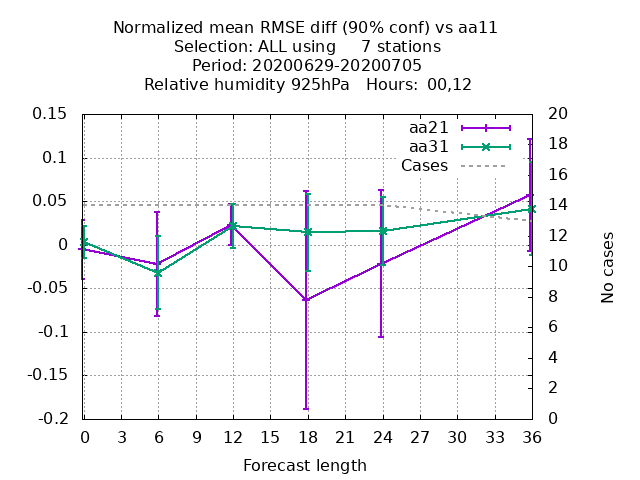 Normalized mean RMSE diff (90% conf) vs aa11
Selection: ALL using     7 stations
Period: 20200629-20200705
Relative humidity 925hPa   Hours: 00,12
aa21
aa31
Cases
0.15
0.1
0.05
0
-0.05
-0.1
-0.15
-0.2
20
18
16
14
12
10
8
6
4
2
0
No cases
0 3 6 9 12 15 18 21 24 27 30 33 36
Forecast length